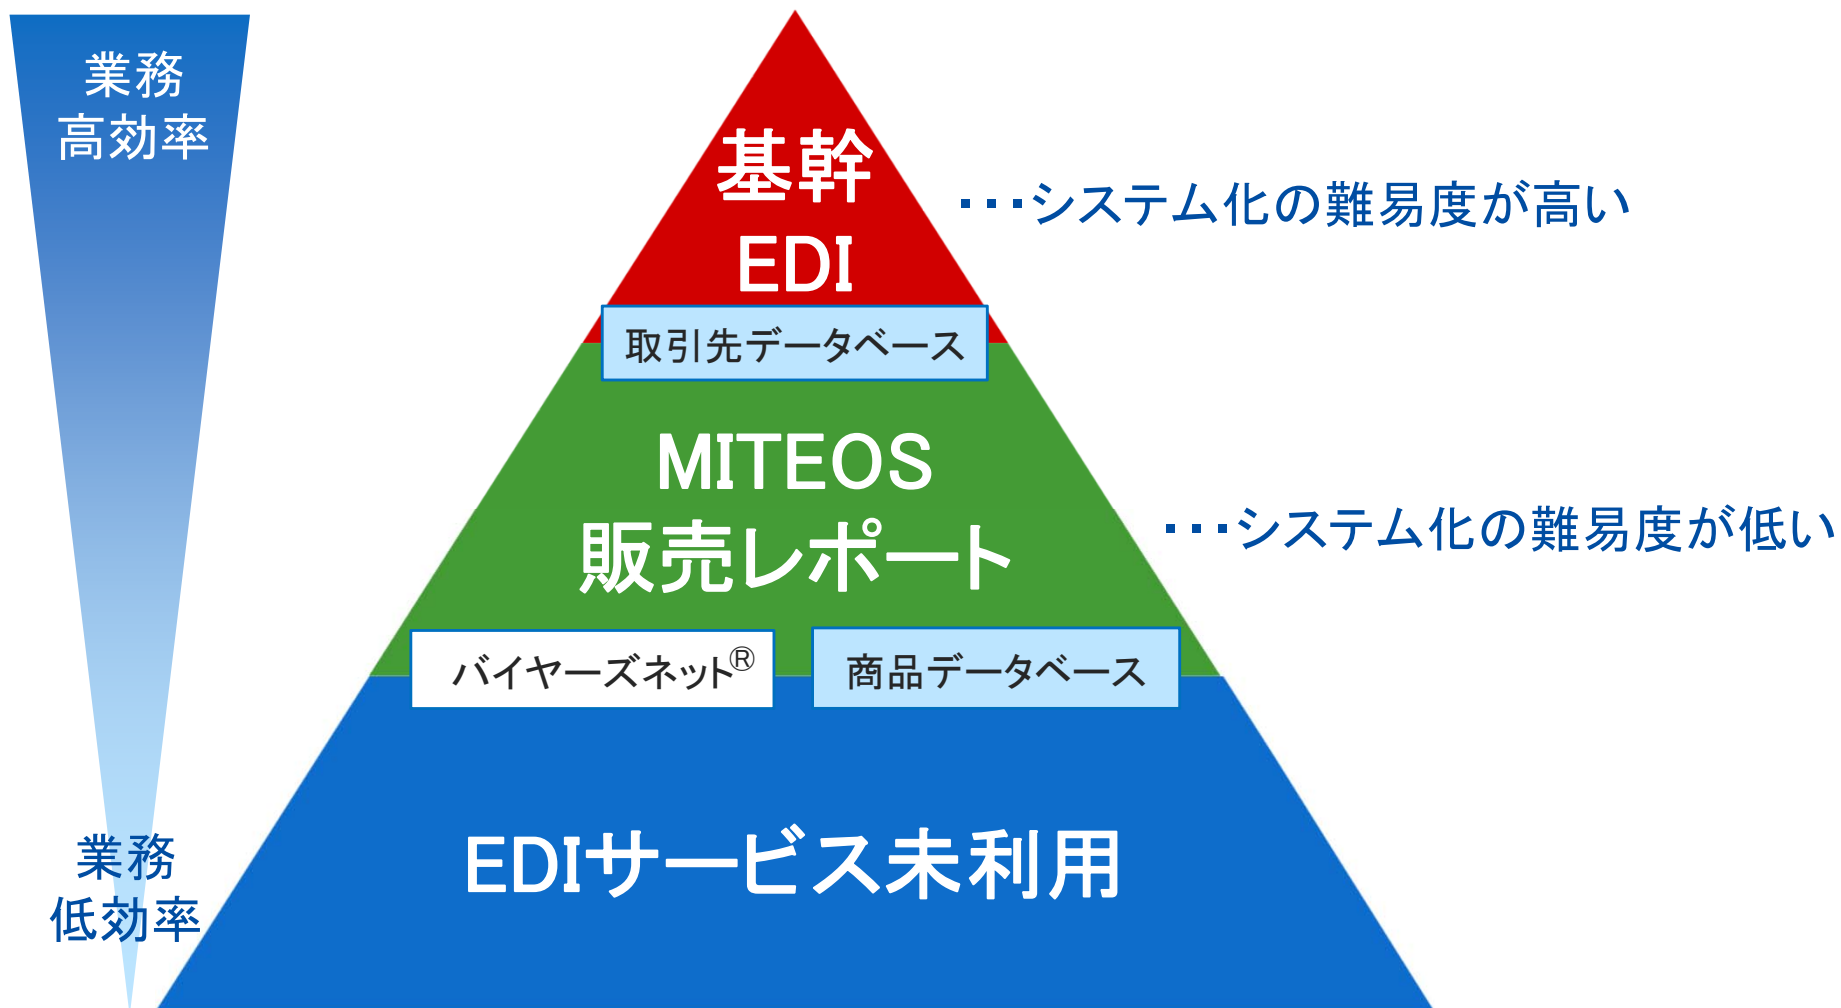 業務
高効率
基幹
EDI
・・・システム化の難易度が高い
取引先データベース
MITEOS
販売レポート
・・・システム化の難易度が低い
バイヤーズネット®
商品データベース
EDIサービス未利用
業務
低効率